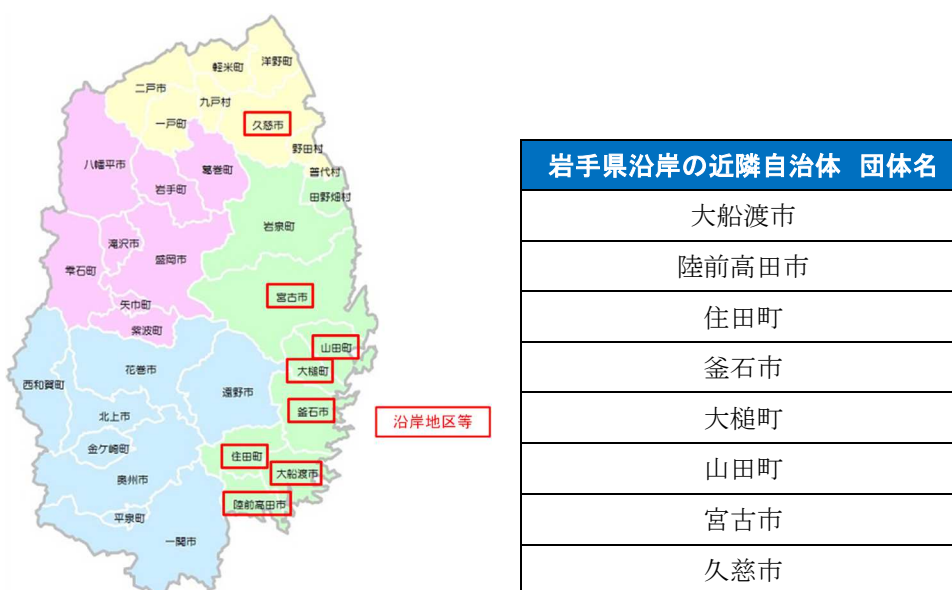 洋野町
軽米町
二戸市
九戸村
一戸町
久慈市
野田村
八幡平市
葛巻町
普代村
岩手町
田野畑村
岩泉町
滝沢市
盛岡市
雫石町
宮古市
矢巾町
紫波町
山田町
大槌町
花巻市
西和賀町
遠野市
釜石市
北上市
沿岸地区等
金ケ崎町
住田町
大船渡市
奥州市
陸前高田市
平泉町
一関市
岩手県沿岸の近隣自治体 団体名
大船渡市
陸前高田市
住田町
釜石市
大槌町
山田町
宮古市
久慈市